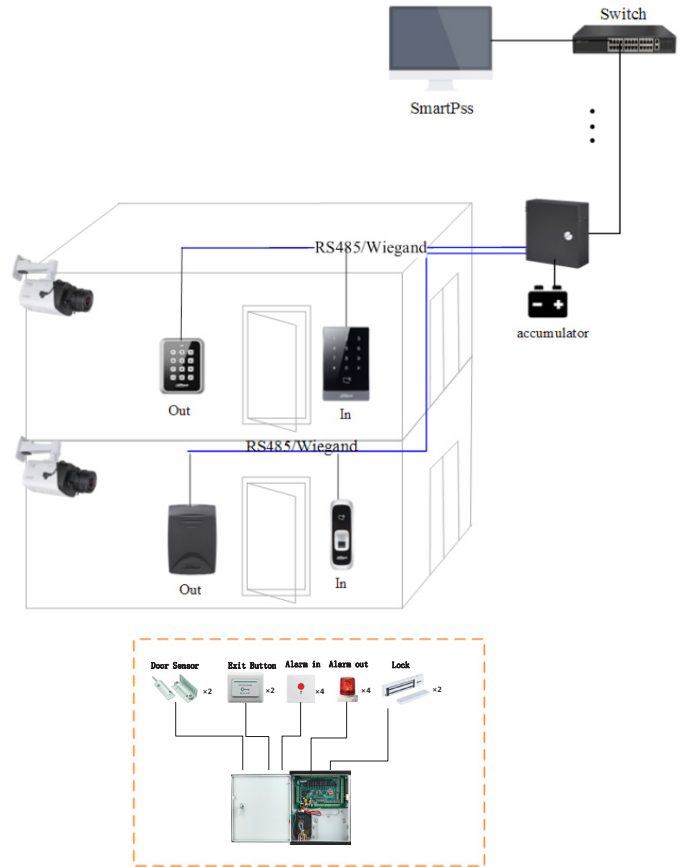 Switch
SmartPss
RS485/Wiegand
accumulator
Out
In
RS485/Wiegand
Out
In
Door Sensor
Exit Button
Alarm in
Alarm out
Lock
×2
×2
×4
×4
×2